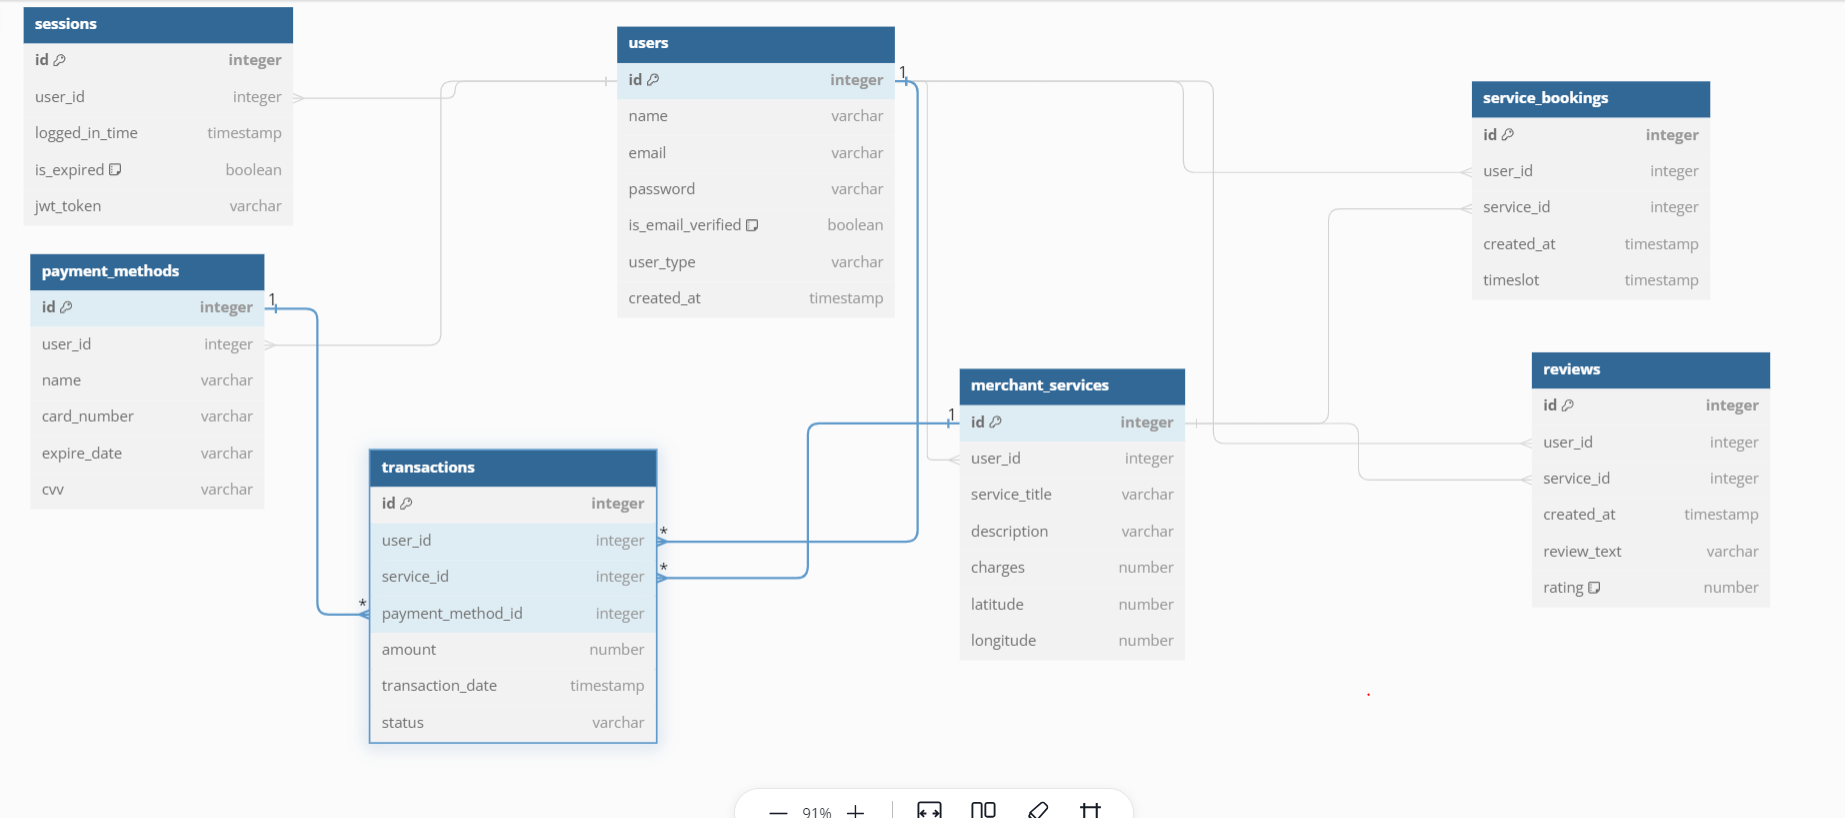 sessions
id integer
user_id integer
logged_in_time timestamp
is_expired boolean
jwt_token varchar
payment_methods
id integer 1
user_id integer
name varchar
card_number varchar
expire_date varchar
cvv varchar
transactions
id integer
user_id integer *
service_id integer *
* payment_method_id integer
amount number
transaction_date timestamp
status varchar
users
id integer 1
name varchar
email varchar
password varchar
is_email_verified boolean
user_type varchar
created_at timestamp
merchant_services
1 id integer
user_id integer
service_title varchar
description varchar
charges number
latitude number
longitude number
service_bookings
id integer
user_id integer
service_id integer
created_at timestamp
timeslot timestamp
reviews
id integer
user_id integer
service_id integer
created_at timestamp
review_text varchar
rating number
91%